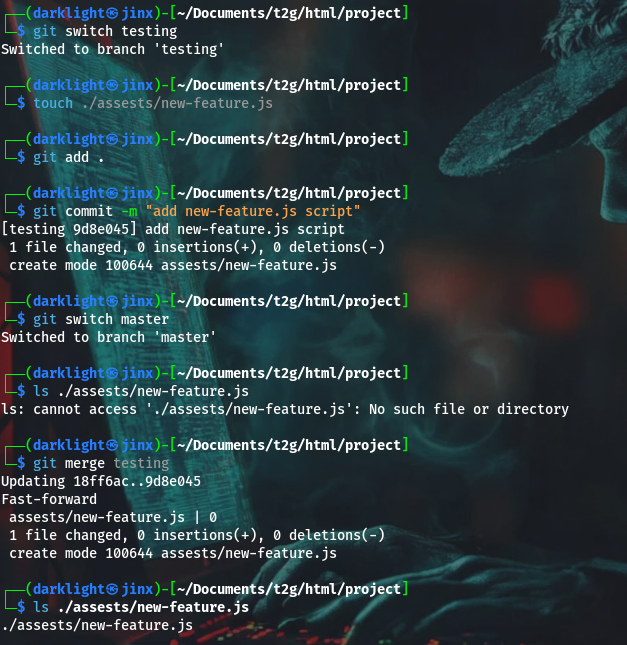 ┌──(darklight㉿jinx)-[~/Documents/t2g/html/project]
└─$ git switch testing
Switched to branch 'testing'
┌──(darklight㉿jinx)-[~/Documents/t2g/html/project]
└─$ touch ./assests/new-feature.js
┌──(darklight㉿jinx)-[~/Documents/t2g/html/project]
└─$ git add .
┌──(darklight㉿jinx)-[~/Documents/t2g/html/project]
└─$ git commit -m "add new-feature.js script"
[testing 9d8e045] add new-feature.js script
1 file changed, 0 insertions(+), 0 deletions(-)
create mode 100644 assests/new-feature.js
┌──(darklight㉿jinx)-[~/Documents/t2g/html/project]
└─$ git switch master
Switched to branch 'master'
┌──(darklight㉿jinx)-[~/Documents/t2g/html/project]
└─$ ls ./assests/new-feature.js
ls: cannot access './assests/new-feature.js': No such file or directory
┌──(darklight㉿jinx)-[~/Documents/t2g/html/project]
└─$ git merge testing
Updating 18ff6ac..9d8e045
Fast-forward
assests/new-feature.js | 0
1 file changed, 0 insertions(+), 0 deletions(-)
create mode 100644 assests/new-feature.js
┌──(darklight㉿jinx)-[~/Documents/t2g/html/project]
└─$ ls ./assests/new-feature.js
./assests/new-feature.js